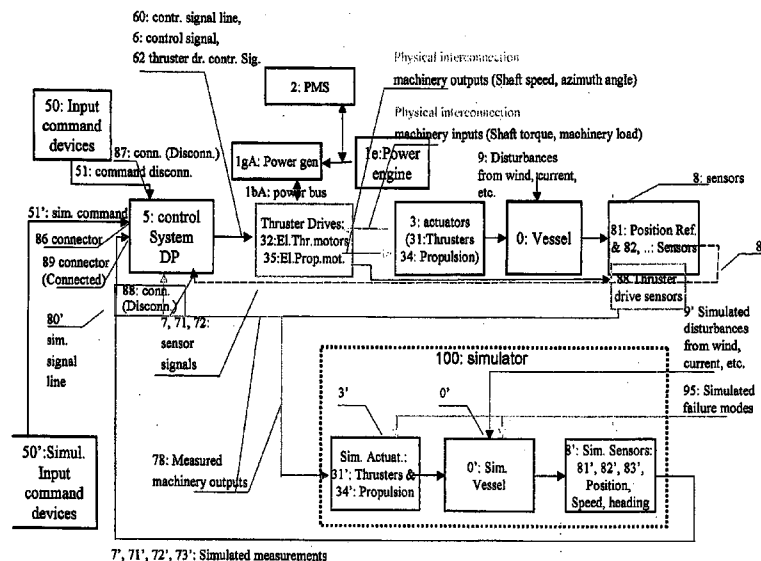 60: contr. signal line,
6: control signal,
62 thruster dr. contr. Sig.
Physical interconnection
machinery outputs (Shaft speed, azimuth angle)
2: PMS
50: Input
command
devices
Physical interconnection
machinery inputs (Shaft torque, machinery load)
87: conn. (Disconn.)
51: command disconn.
1gA: Power gen
1e:Power
engine
9: Disturbances
from wind, current,
etc.
8: sensors
1bA: power bus
51': sim. command
86 connector
89 connector
(Connected)
5: control
System
DP
Thruster Drives:
32:El.Thr.motors
35:El.Prop.mot.
3: actuators
(31:Thrusters
34: Propulsion)
0: Vessel
81: Position Ref.
& 82, ..: Sensors
8
88: conn.
(Disconn.)
88 Thruster
drive sensors
80'
sim.
signal
line
7, 71, 72:
sensor
signals
9' Simulated
disturbances
from wind,
current, etc.
100: simulator
95: Simulated
failure modes
3'
0'
50':Simul.
Input
command
devices
78: Measured
machinery
outputs
Sim. Actuat.:
31': Thrusters &
34': Propulsion
0': Sim.
Vessel
8': Sim. Sensors:
81', 82', 83',
Position,
Speed, heading
7', 71', 72', 73': Simulated measurements